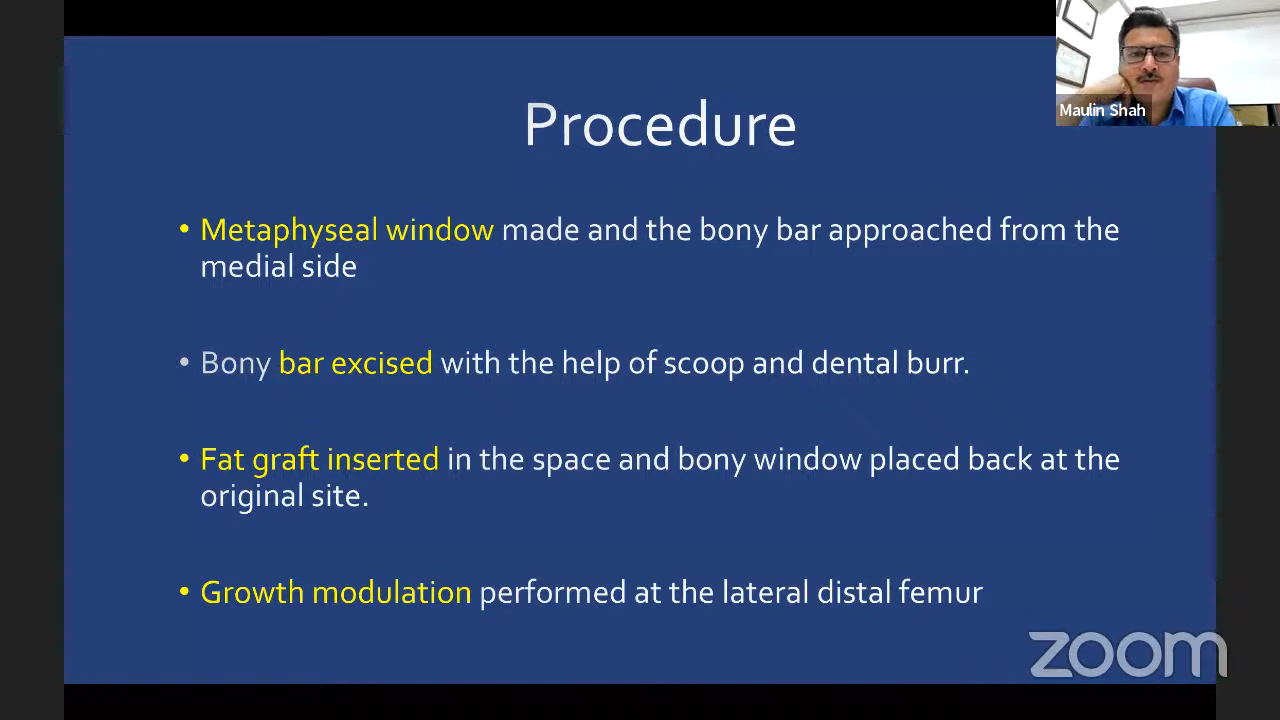 Maulin Shah
Procedure
• Metaphyseal window made and the bony bar approached from the
medial side
• Bony bar excised with the help of scoop and dental burr.
• Fat graft inserted in the space and bony window placed back at the
original site.
• Growth modulation performed at the lateral distal femur
zoom